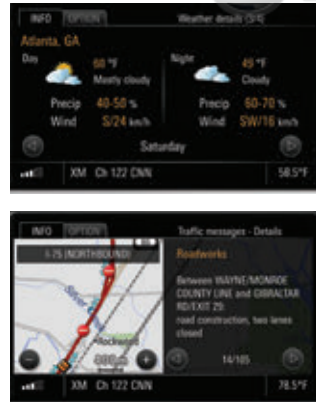 INFO OPTION Weather details (3/4)
Atlanta, GA
Day 60 °F Night 49 °F
Mostly cloudy Cloudy
Precip 40-50 % Precip 60-70 %
Wind S/24 km/h Wind SW/16 km/h
Saturday
XM Ch 122 CNN 58.5°F
INFO OPTION Traffic messages - Details
I-75 (NORTHBOUND) Roadworks
Between WAYNE/MONROE
COUNTY LINE and GIBRALTAR
RD/EXIT 29:
road construction, two lanes
closed
Rockwood
14/105
XM Ch 122 CNN 78.5°F